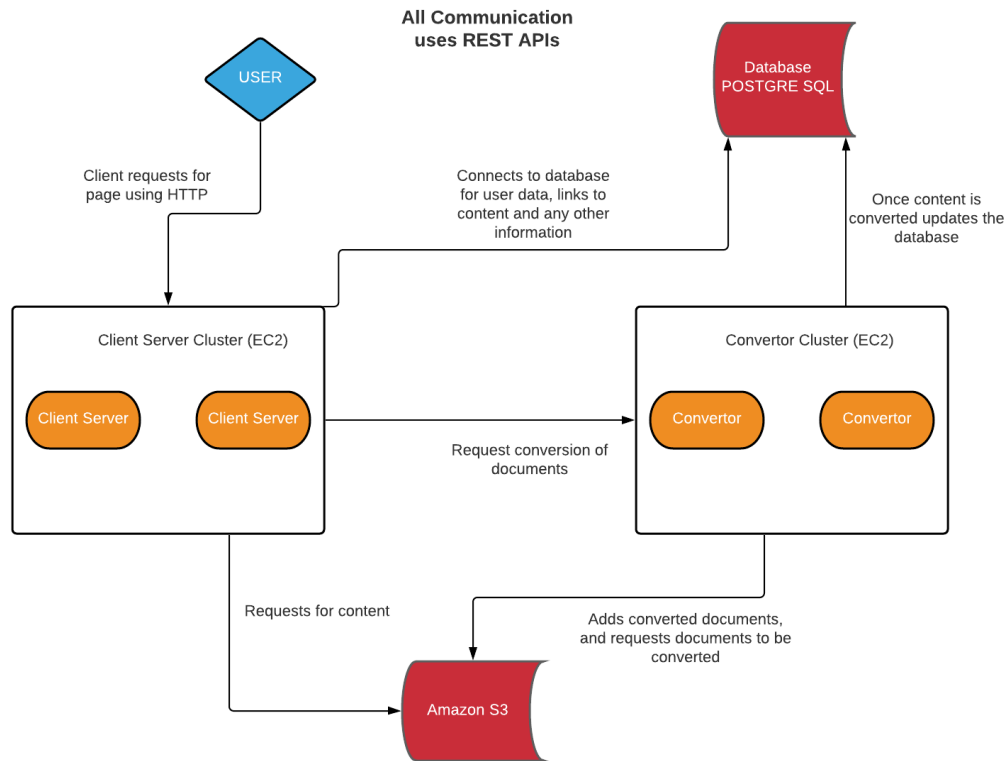 All Communication
uses REST APIs
USER
Database
POSTGRE SQL
Client requests for
page using HTTP
Connects to database
for user data, links to
content and any other
information
Once content is
converted updates the
database
Client Server Cluster (EC2)
Client Server
Client Server
Convertor Cluster (EC2)
Convertor
Convertor
Request conversion of
documents
Requests for content
Adds converted documents,
and requests documents to be
converted
Amazon S3